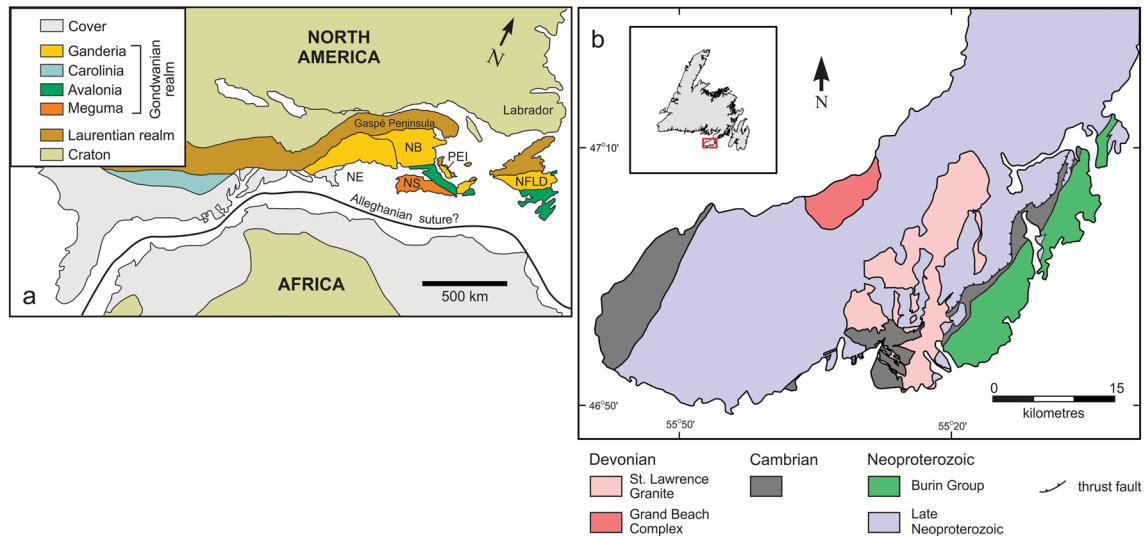 Cover
Ganderia
Carolinia
Avalonia
Meguma
Gondwanian
realm
Laurentian realm
Craton
NORTH
AMERICA
N
Labrador
Gaspé Peninsula
NB
PEI
NE
NS
NFLD
Alleghanian suture?
AFRICA
500 km
a
b
N
47°10'
46°50'
55°50'
55°20'
0
15
kilometres
Devonian
St. Lawrence
Granite
Grand Beach
Complex
Cambrian
Neoproterozoic
Burin Group
Late
Neoproterozoic
thrust fault